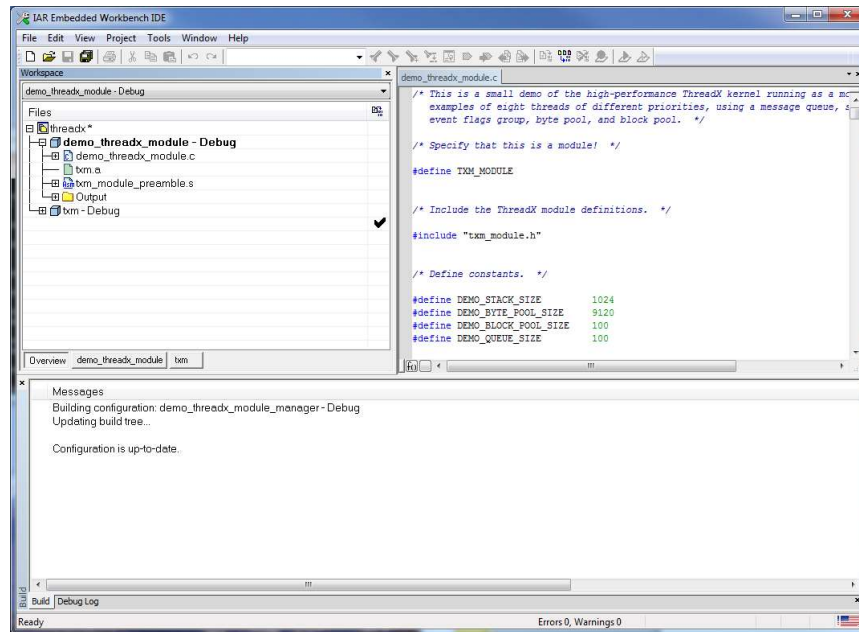 IAR Embedded Workbench IDE
File Edit View Project Tools Window Help
Workspace
demo_threadx_module.c
demo_threadx_module - Debug
Files
threadx *
demo_threadx_module - Debug
demo_threadx_module.c
txm.a
txm_module_preamble.s
Output
txm - Debug
Overview demo_threadx_module txm
/* This is a small demo of the high-performance ThreadX kernel running as a
examples of eight threads of different priorities, using a message queue,
event flags group, byte pool, and block pool. */
/* Specify that this is a module! */
#define TXM_MODULE
/* Include the ThreadX module definitions. */
#include "txm_module.h"
/* Define constants. */
#define DEMO_STACK_SIZE 1024
#define DEMO_BYTE_POOL_SIZE 9120
#define DEMO_BLOCK_POOL_SIZE 100
#define DEMO_QUEUE_SIZE 100
Messages
Building configuration: demo_threadx_module_manager - Debug
Updating build tree...
Configuration is up-to-date.
Build
Build Debug Log
Ready Errors 0, Warnings 0